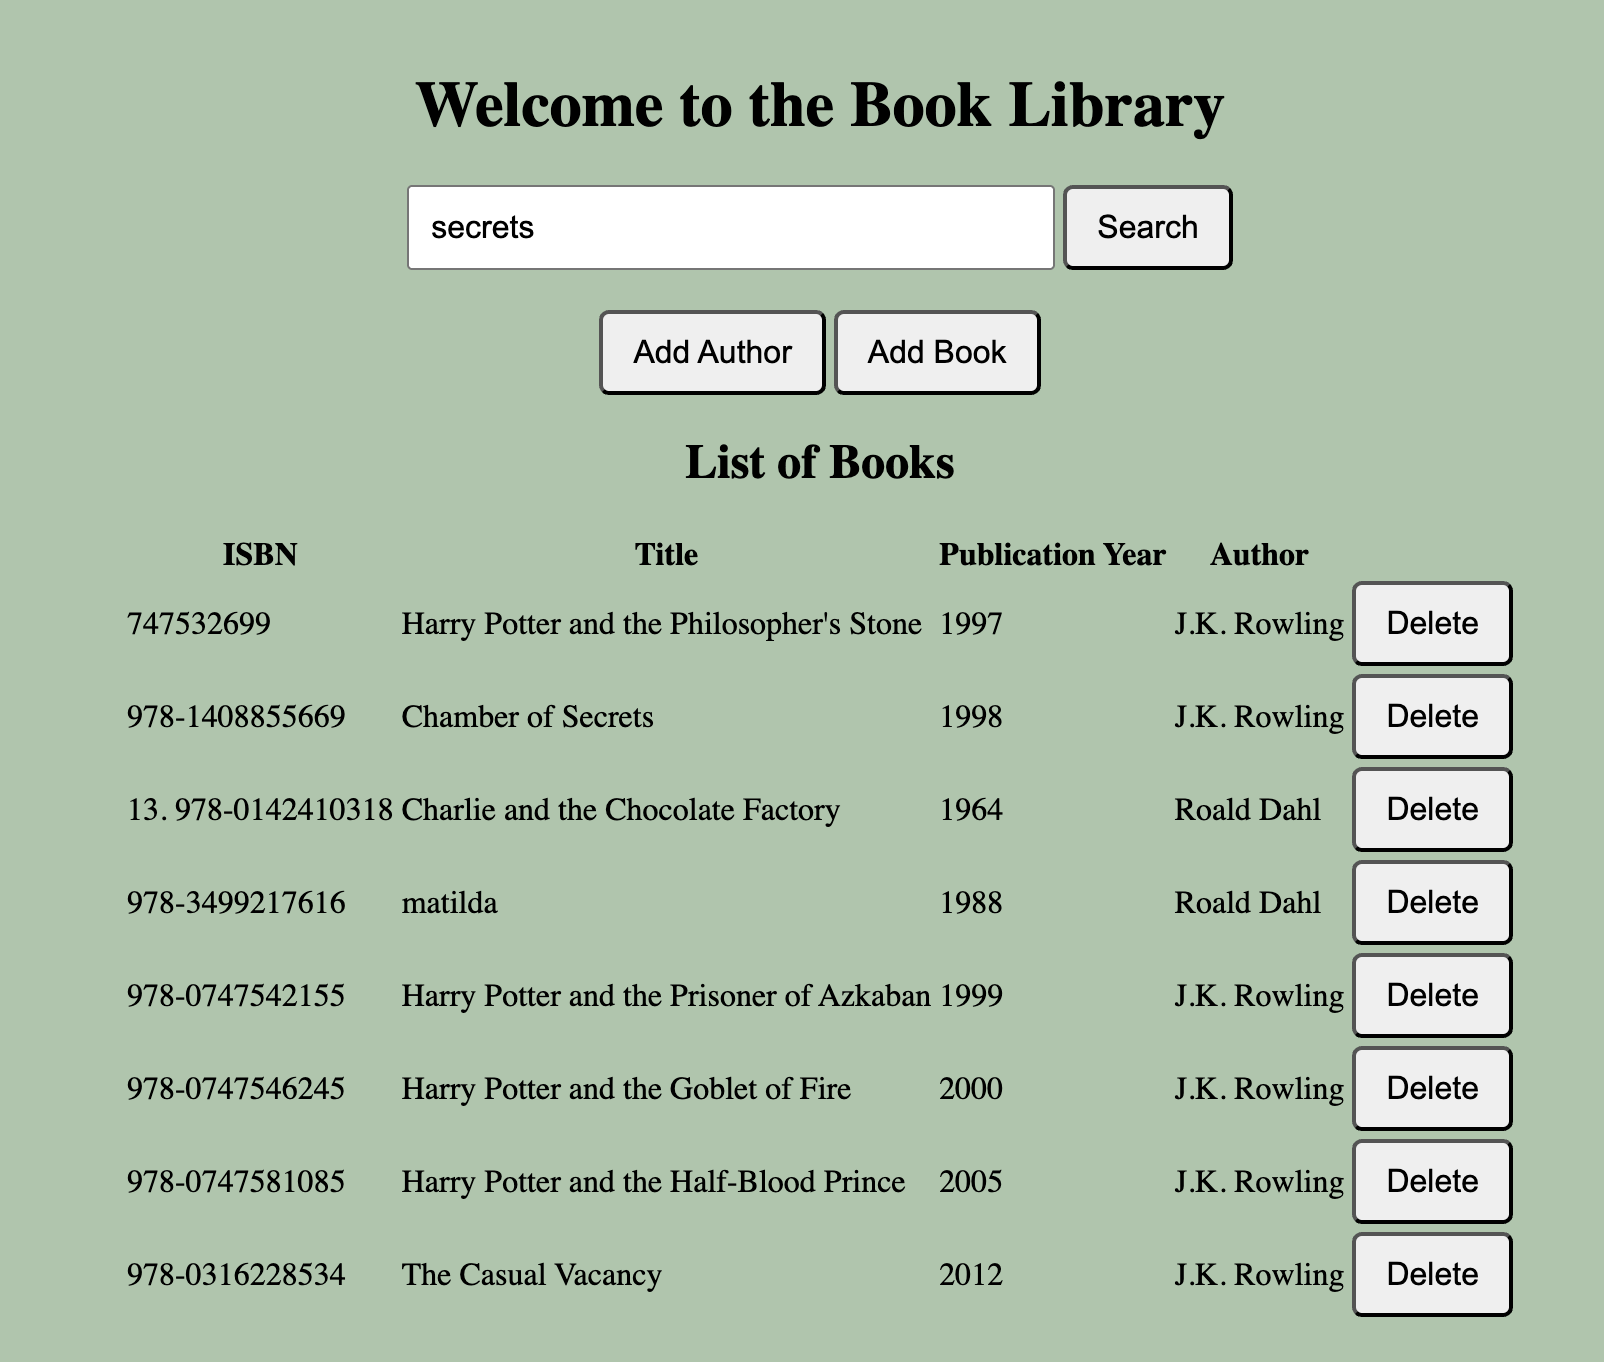 Welcome to the Book Library
secrets Search
Add Author Add Book
List of Books
ISBN Title Publication Year Author
747532699 Harry Potter and the Philosopher's Stone 1997 J.K. Rowling Delete
978-1408855669 Chamber of Secrets 1998 J.K. Rowling Delete
13. 978-0142410318 Charlie and the Chocolate Factory 1964 Roald Dahl Delete
978-3499217616 matilda 1988 Roald Dahl Delete
978-0747542155 Harry Potter and the Prisoner of Azkaban 1999 J.K. Rowling Delete
978-0747546245 Harry Potter and the Goblet of Fire 2000 J.K. Rowling Delete
978-0747581085 Harry Potter and the Half-Blood Prince 2005 J.K. Rowling Delete
978-0316228534 The Casual Vacancy 2012 J.K. Rowling Delete